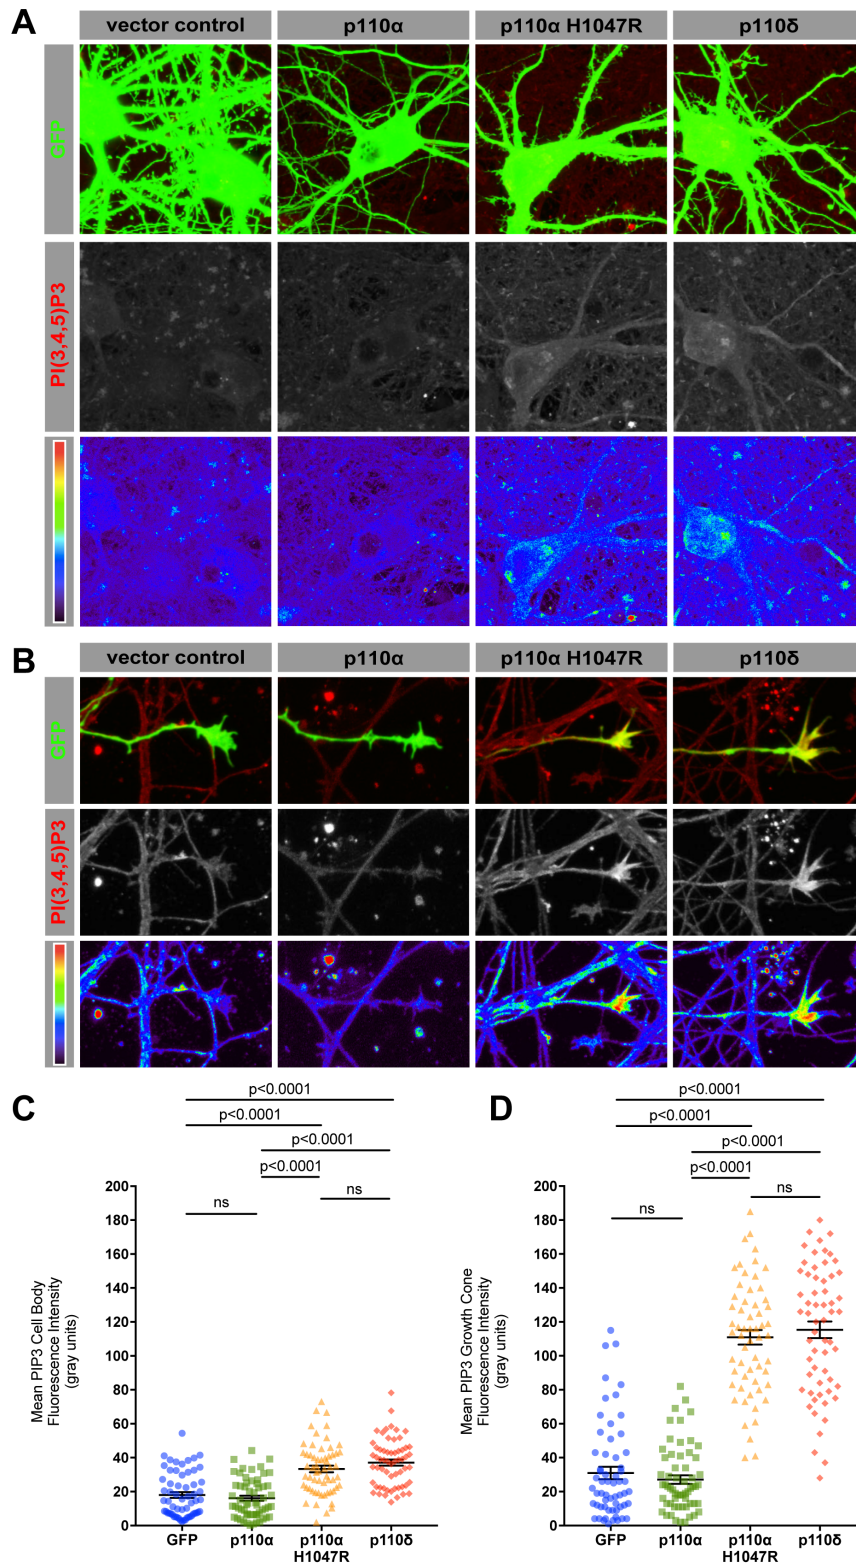 A
vector control p110α p110α H1047R p110δ
GFP
PI(3,4,5)P3
B
vector control p110α p110α H1047R p110δ
GFP
PI(3,4,5)P3
C
p<0.0001
p<0.0001
p<0.0001
p<0.0001
ns
ns
200
180
160
140
120
100
80
60
40
20
0
Mean PIP3 Cell Body
Fluorescence Intensity
(gray units)
GFP p110α p110α p110δ
H1047R
D
p<0.0001
p<0.0001
p<0.0001
p<0.0001
ns
ns
200
180
160
140
120
100
80
60
40
20
0
Mean PIP3 Growth Cone
Fluorescence Intensity
(gray units)
GFP p110α p110α p110δ
H1047R